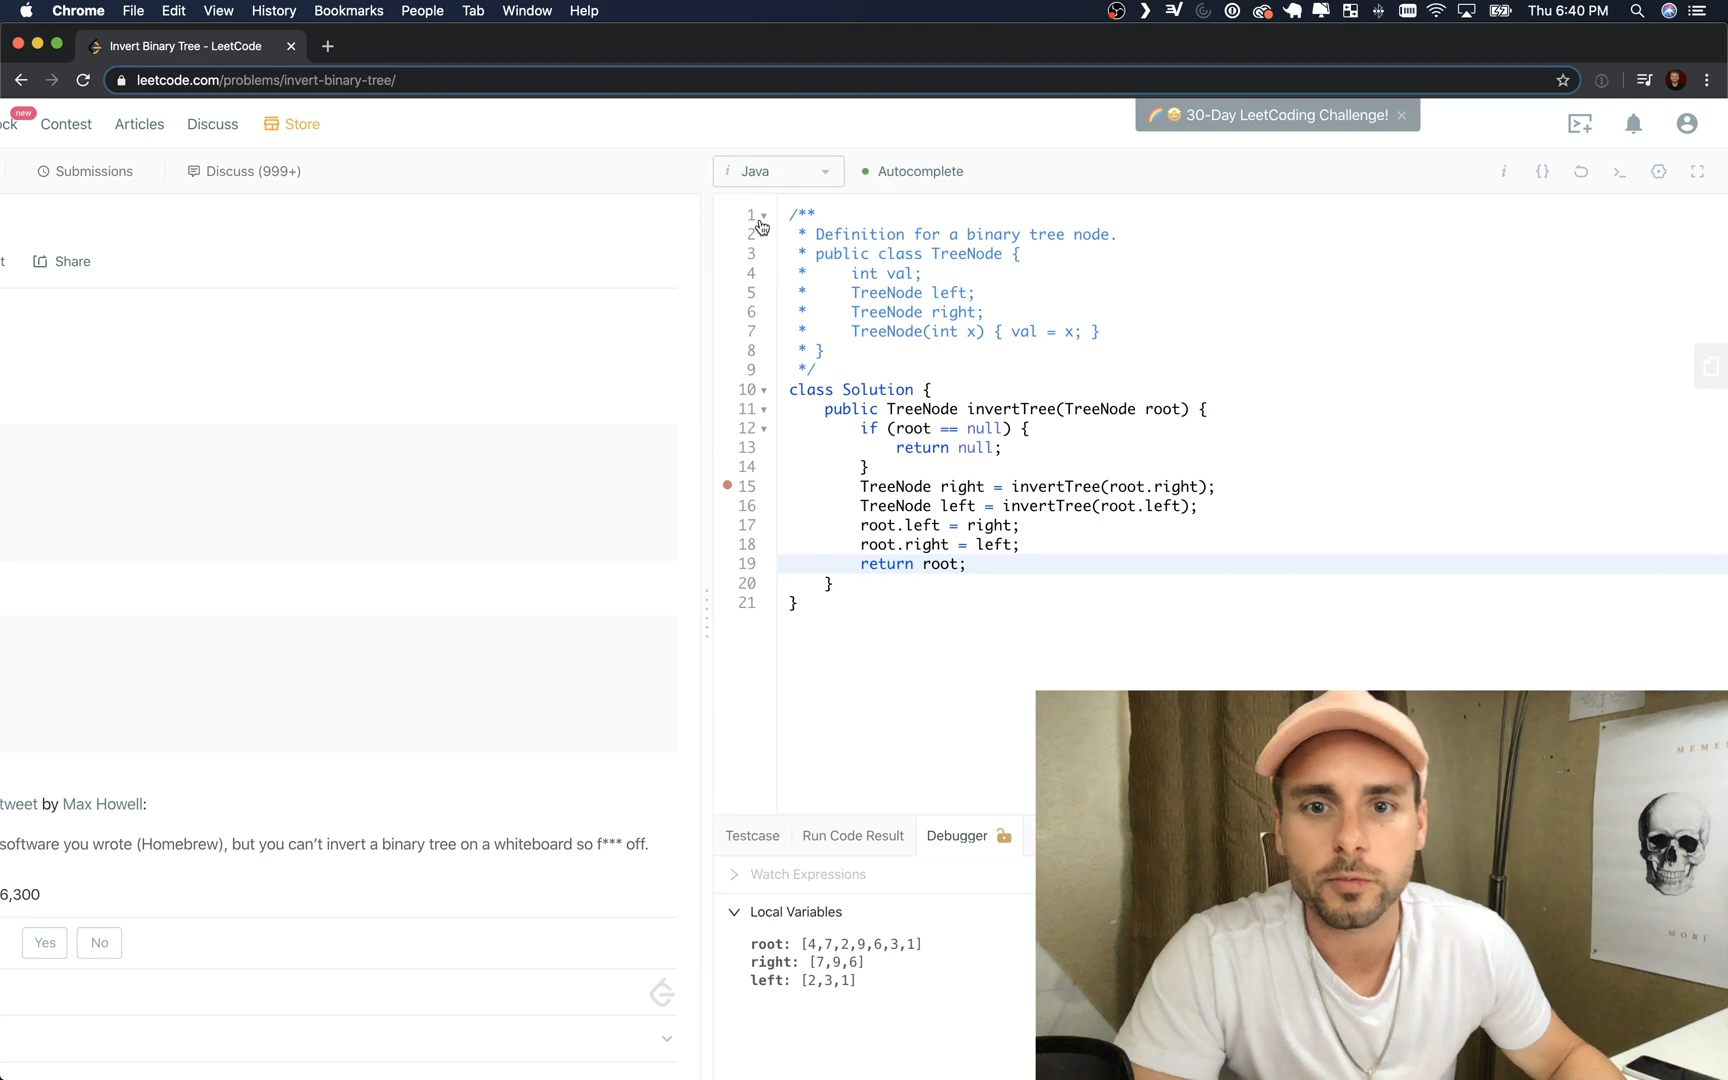 Chrome File Edit View History Bookmarks People Tab Window Help
Thu 6:40 PM
Invert Binary Tree - LeetCode
leetcode.com/problems/invert-binary-tree/
new
ock Contest Articles Discuss Store
30-Day LeetCoding Challenge!
Submissions Discuss (999+)
i Java Autocomplete
t Share
1 /**
2 * Definition for a binary tree node.
3 * public class TreeNode {
4 * int val;
5 * TreeNode left;
6 * TreeNode right;
7 * TreeNode(int x) { val = x; }
8 * }
9 */
10 class Solution {
11 public TreeNode invertTree(TreeNode root) {
12 if (root == null) {
13 return null;
14 }
15 TreeNode right = invertTree(root.right);
16 TreeNode left = invertTree(root.left);
17 root.left = right;
18 root.right = left;
19 return root;
20 }
21 }
tweet by Max Howell:
software you wrote (Homebrew), but you can't invert a binary tree on a whiteboard so f*** off.
6,300
Yes No
Testcase Run Code Result Debugger
Watch Expressions
Local Variables
root: [4,7,2,9,6,3,1]
right: [7,9,6]
left: [2,3,1]
MEME
MORI